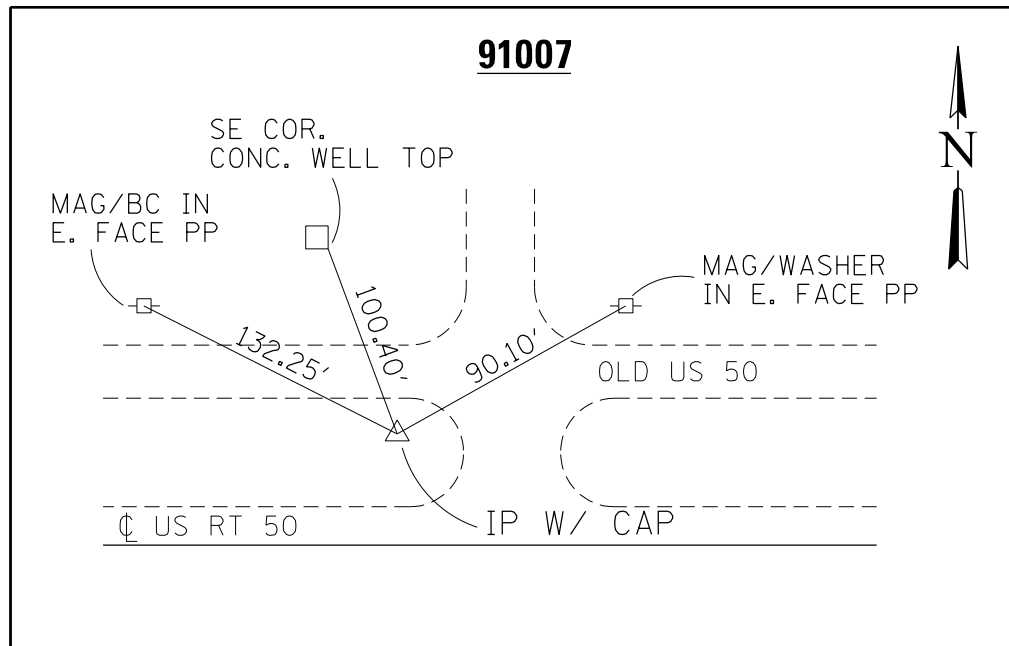 91007
N
SE COR.
CONC. WELL TOP
MAG/BC IN
E. FACE PP
MAG/WASHER
IN E. FACE PP
132.25'
100.40'
90.10'
OLD US 50
℄ US RT 50
IP W/ CAP